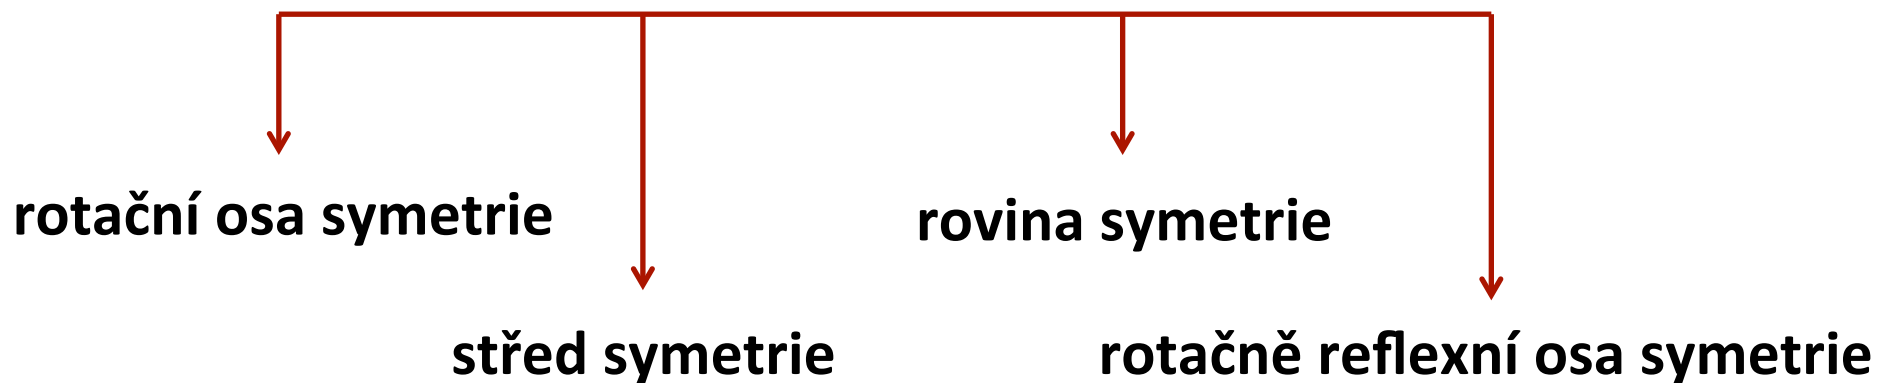 rotační osa symetrie
rovina symetrie
střed symetrie
rotačně reflexní osa symetrie